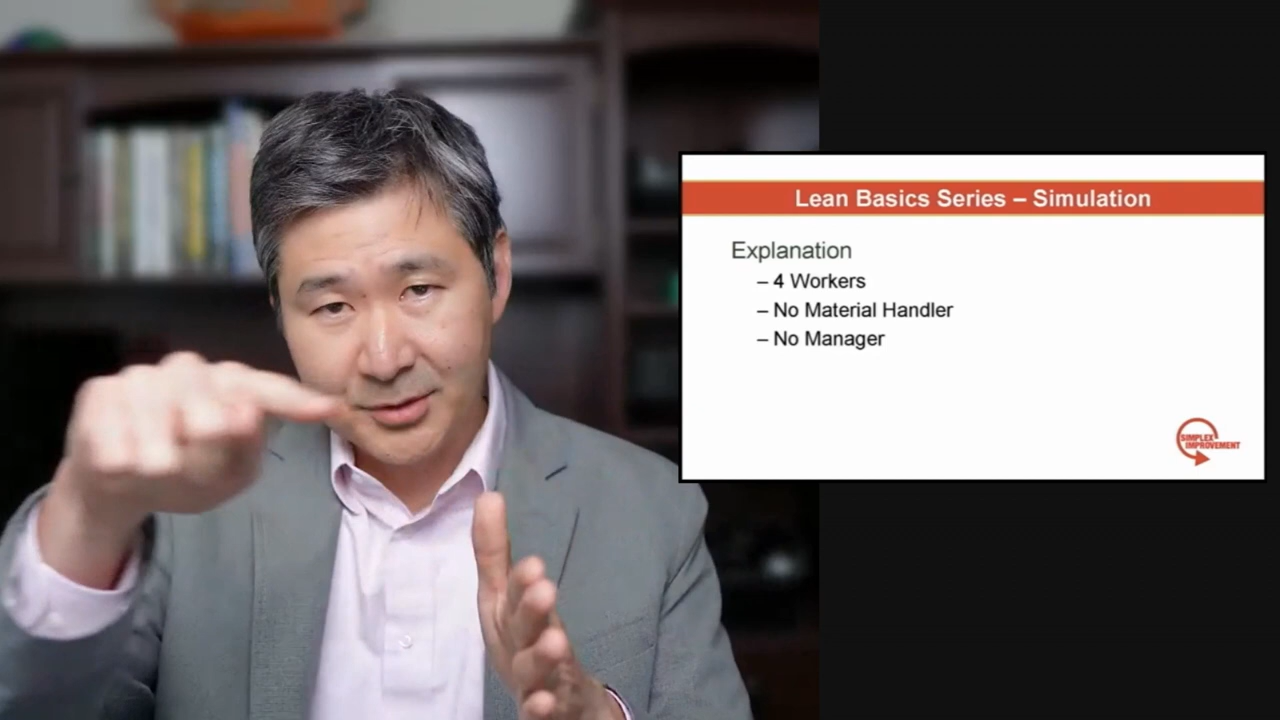 Lean Basics Series – Simulation
Explanation
– 4 Workers
– No Material Handler
– No Manager
SIMPLEX
IMPROVEMENT